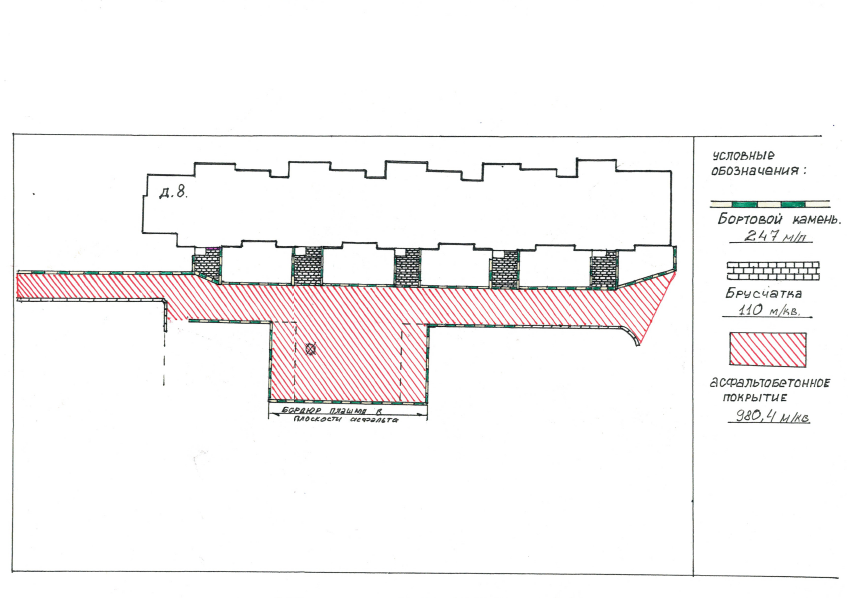 д.8.
условные
обозначения:
Бортовой камень.
247 м/п
Брусчатка
110 м/кв.
асфальтобетонное
покрытие
980,4 м/кв
Бордюр плашмя в
плоскости асфальта